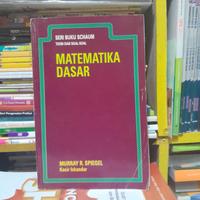 SERI BUKU SCHAUM
TEORI DAN SOAL-SOAL
MATEMATIKA
DASAR
MURRAY R. SPIEGEL
Kasir Iskandar